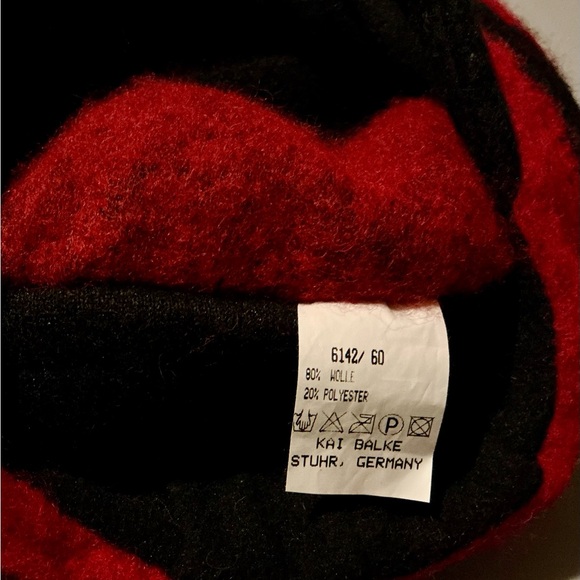 6142/ 60
80% WOLLE
20% POLYESTER
P
KAI BALKE
STUHR, GERMANY